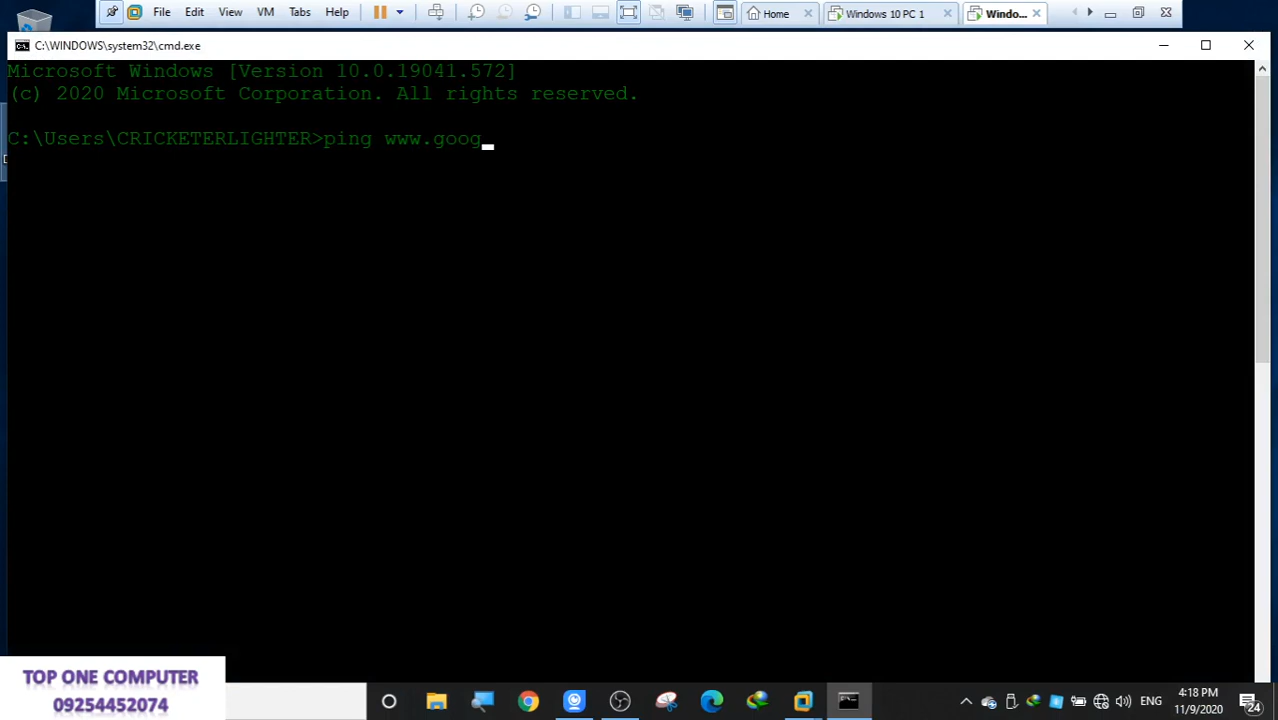 File Edit View VM Tabs Help Home Windows 10 PC 1 Windo...
C:\WINDOWS\system32\cmd.exe
Microsoft Windows [Version 10.0.19041.572]
(c) 2020 Microsoft Corporation. All rights reserved.
C:\Users\CRICKETERLIGHTER>ping www.goog
TOP ONE COMPUTER
09254452074
ENG
4:18 PM
11/9/2020
24